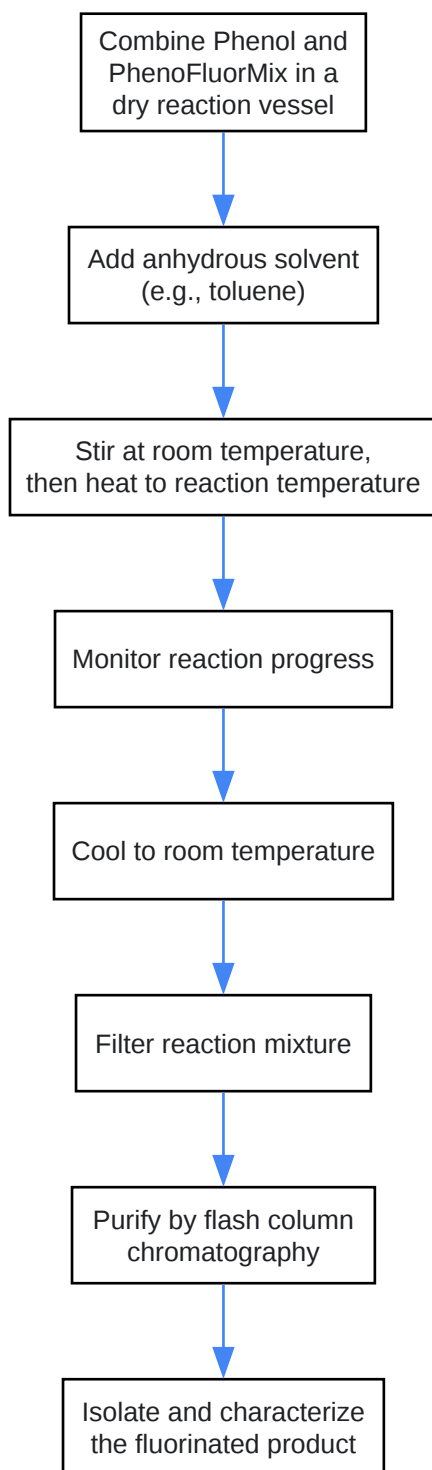 Combine Phenol and
PhenoFluorMix in a
dry reaction vessel
Add anhydrous solvent
(e.g., toluene)
Stir at room temperature,
then heat to reaction temperature
Monitor reaction progress
Cool to room temperature
Filter reaction mixture
Purify by flash column
chromatography
Isolate and characterize
the fluorinated product